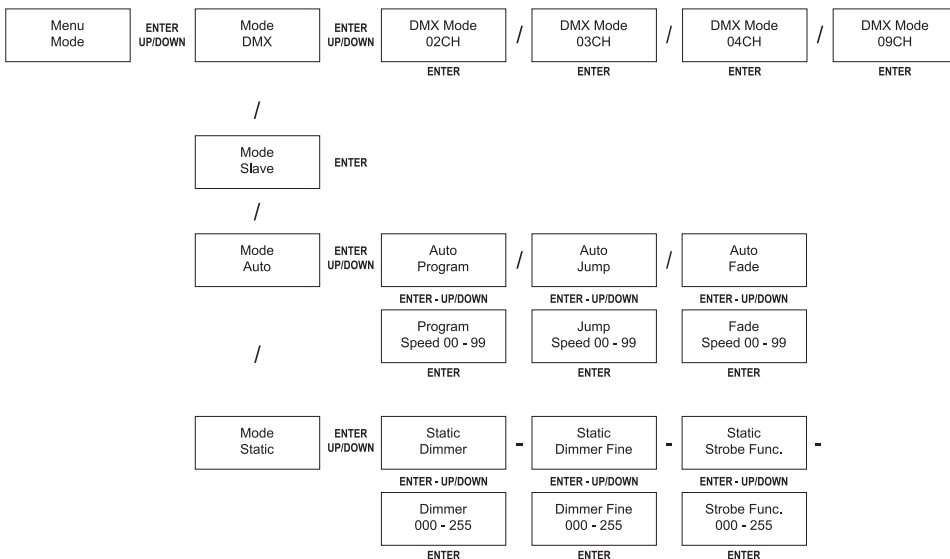 Menu
Mode
ENTER
UP/DOWN
Mode
DMX
ENTER
UP/DOWN
DMX Mode
02CH
ENTER
/
DMX Mode
03CH
ENTER
/
DMX Mode
04CH
ENTER
/
DMX Mode
09CH
ENTER
/
Mode
Slave
ENTER
/
Mode
Auto
ENTER
UP/DOWN
Auto
Program
/
Auto
Jump
/
Auto
Fade
ENTER - UP/DOWN
ENTER - UP/DOWN
ENTER - UP/DOWN
Program
Speed 00 - 99
ENTER
Jump
Speed 00 - 99
ENTER
Fade
Speed 00 - 99
ENTER
/
Mode
Static
ENTER
UP/DOWN
Static
Dimmer
-
Static
Dimmer Fine
-
Static
Strobe Func.
-
ENTER - UP/DOWN
ENTER - UP/DOWN
ENTER - UP/DOWN
Dimmer
000 - 255
ENTER
Dimmer Fine
000 - 255
ENTER
Strobe Func.
000 - 255
ENTER